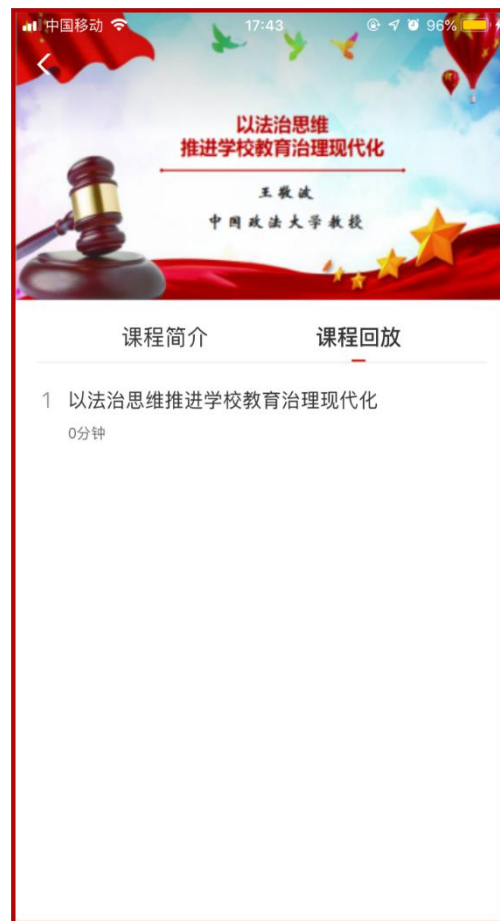 中国移动 17:43 96%
以法治思维
推进学校教育治理现代化
王敬波
中国政法大学教授
课程简介 课程回放
1 以法治思维推进学校教育治理现代化
0分钟